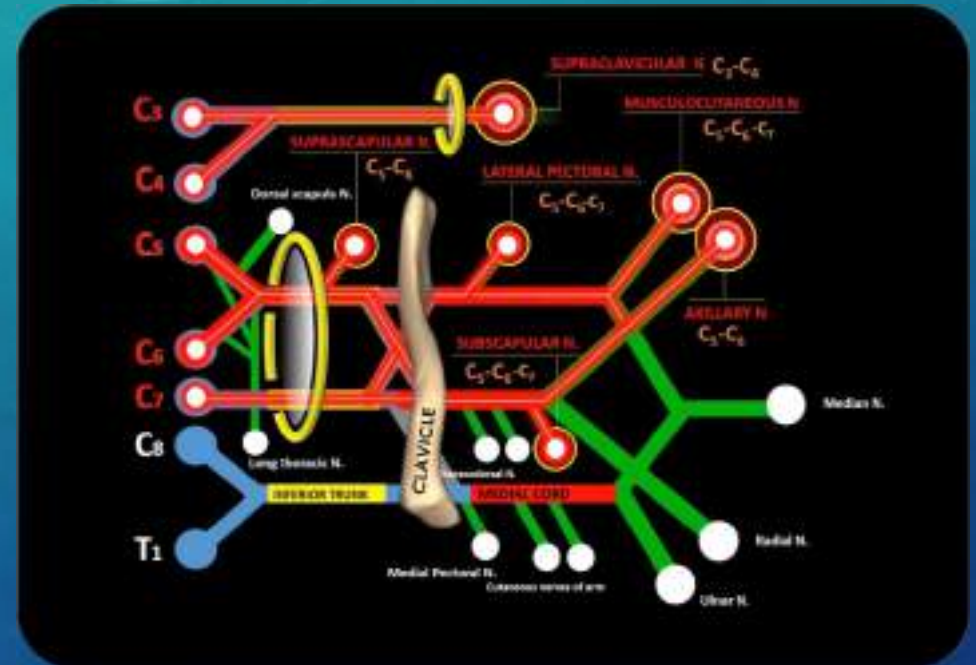 SUPRACLAVICULAR N C3-C4
C3
MUSCULOCUTANEOUS N
C5-C6-C7
SUPRASCAPULAR N.
C5-C6
LATERAL PECTORAL N.
C5-C6-C7
C4
Dorsal scapula N.
C5
AXILLARY N
C5-C6
SUBSCAPULAR N.
C5-C6-C7
C6
C7
Median N.
C8
CLAVICLE
Long thoracic N.
INFERIOR TRUNK
MEDIAL CORD
T1
Radial N.
Medial Pectoral N.
Cutaneous nerves of arm
Ulnar N.